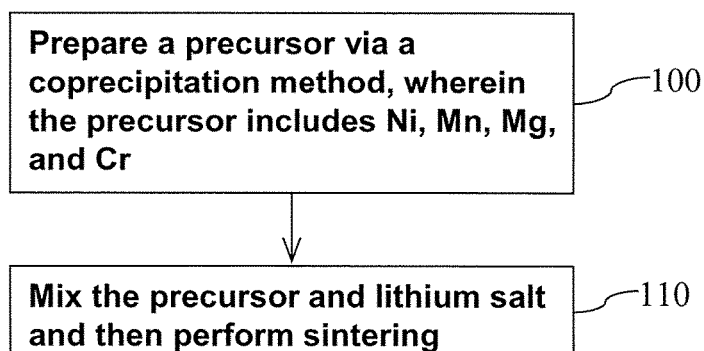 Prepare a precursor via a
coprecipitation method, wherein
the precursor includes Ni, Mn, Mg,
and Cr
100
Mix the precursor and lithium salt
and then perform sintering
110